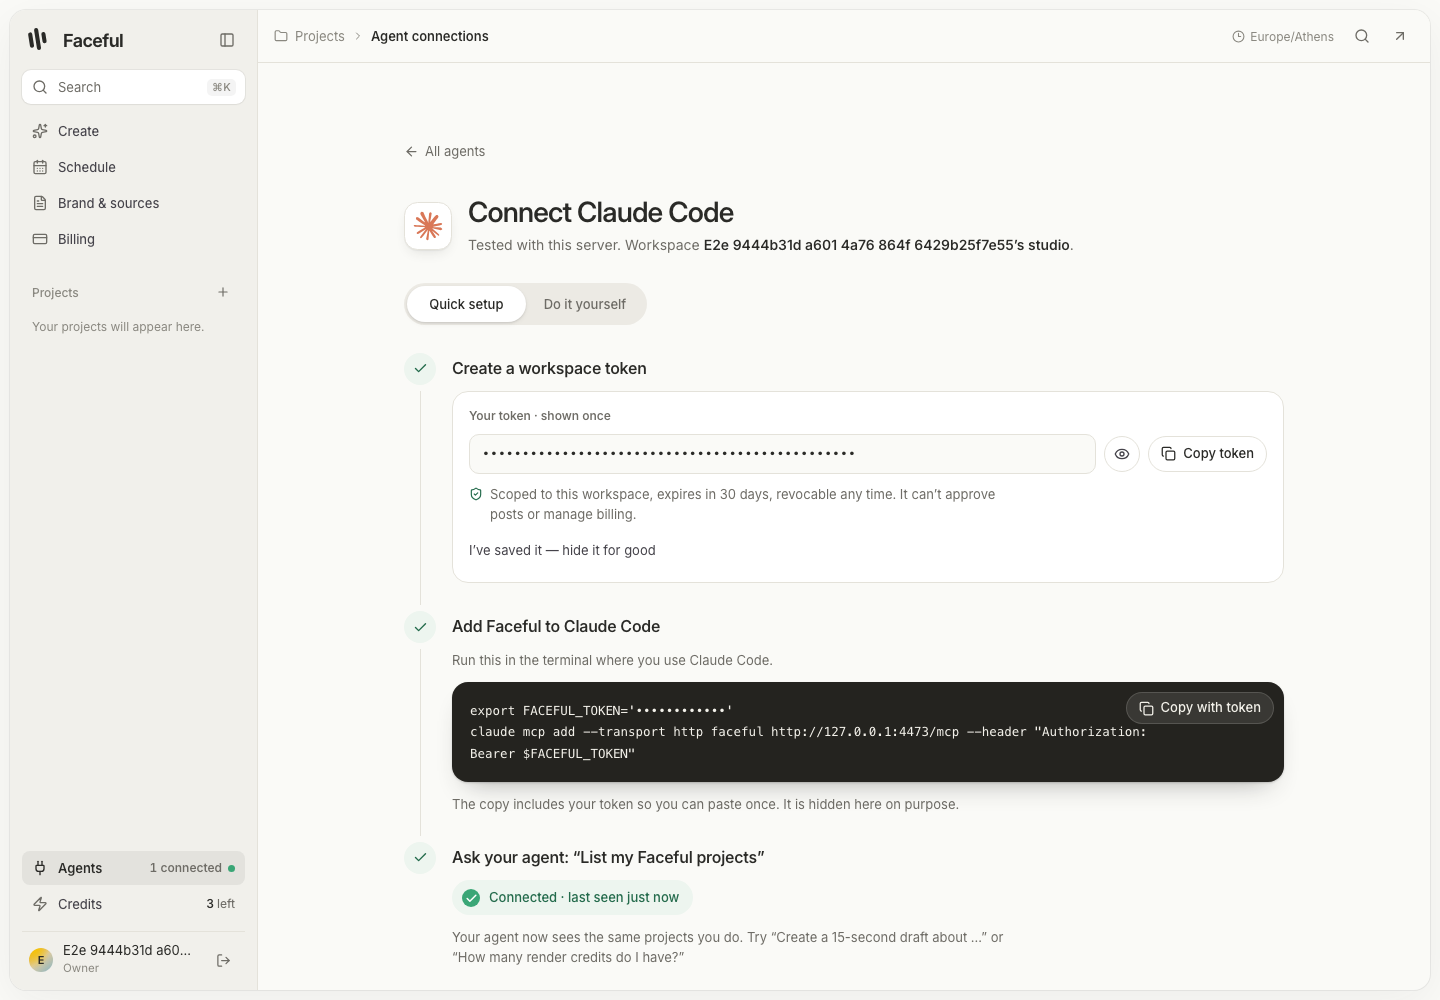 Faceful
Search
⌘K
Create
Schedule
Brand & sources
Billing
Projects
Your projects will appear here.
Agents
1 connected
Credits
3 left
E
E2e 9444b31d a60...
Owner
Projects
Agent connections
Europe/Athens
All agents
Connect Claude Code
Tested with this server. Workspace E2e 9444b31d a601 4a76 864f 6429b25f7e55’s studio.
Quick setup
Do it yourself
Create a workspace token
Your token · shown once
••••••••••••••••••••••••••••••••••••••••••••••••
Copy token
Scoped to this workspace, expires in 30 days, revocable any time. It can’t approve
posts or manage billing.
I’ve saved it — hide it for good
Add Faceful to Claude Code
Run this in the terminal where you use Claude Code.
Copy with token
export FACEFUL_TOKEN='••••••••••••'
claude mcp add --transport http faceful http://127.0.0.1:4473/mcp --header "Authorization:
Bearer $FACEFUL_TOKEN"
The copy includes your token so you can paste once. It is hidden here on purpose.
Ask your agent: “List my Faceful projects”
Connected · last seen just now
Your agent now sees the same projects you do. Try “Create a 15-second draft about ...” or
“How many render credits do I have?”